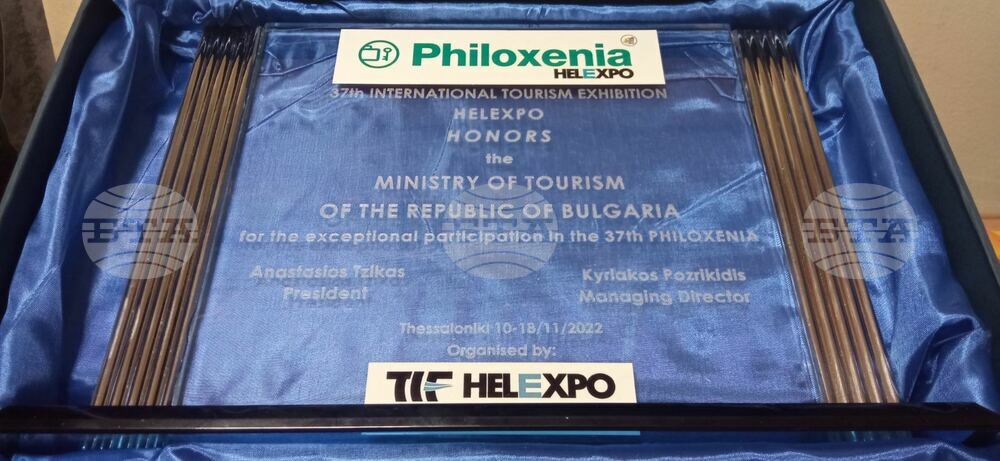 Philoxenia
HELEXPO
37th INTERNATIONAL TOURISM EXHIBITION
HELEXPO
HONORS
the
MINISTRY OF TOURISM
OF THE REPUBLIC OF BULGARIA
for the exceptional participation in the 37th PHILOXENIA
Anastasios Tzikas
President
Kyriakos Pozrikidis
Managing Director
Thessaloniki 10-18/11/2022
Organised by:
TIF HELEXPO
БТА БТА БТА